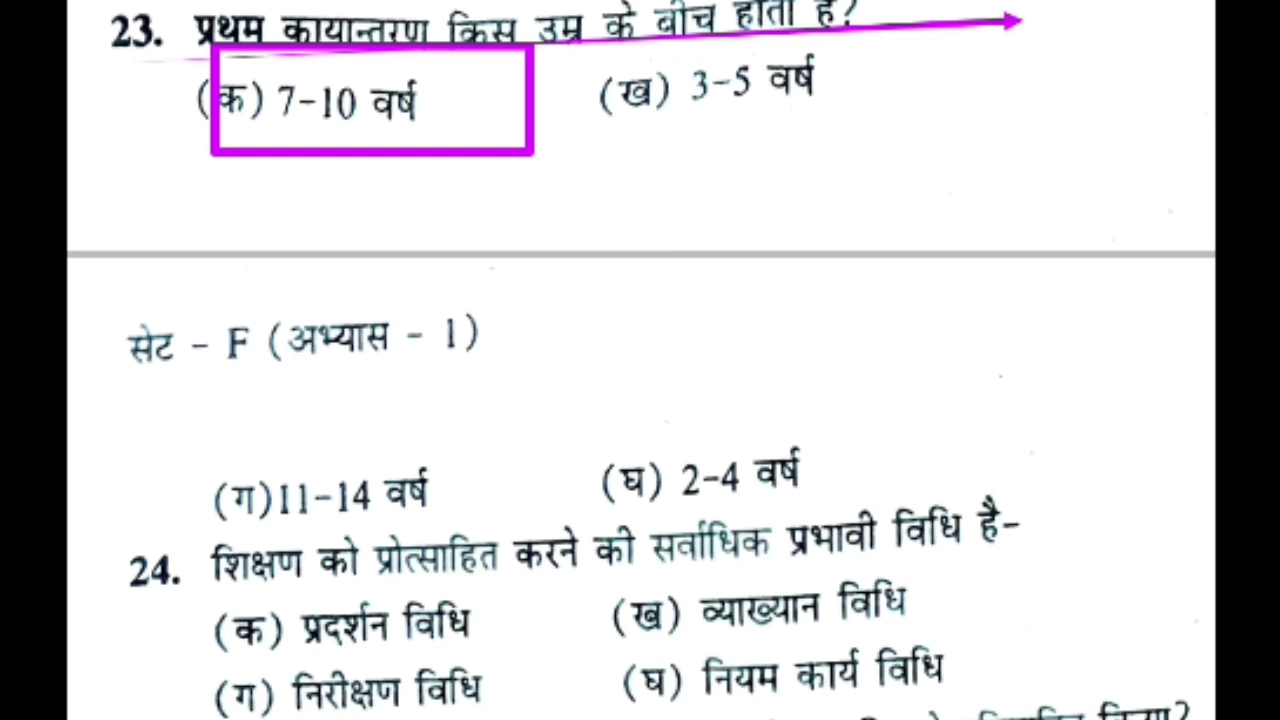 23. प्रथम कायान्तरण किस उम्र के बीच होता है?
(क) 7-10 वर्ष (ख) 3-5 वर्ष
सेट - F (अभ्यास - 1)
(ग) 11-14 वर्ष (घ) 2-4 वर्ष
24. शिक्षण को प्रोत्साहित करने की सर्वाधिक प्रभावी विधि है-
(क) प्रदर्शन विधि (ख) व्याख्यान विधि
(ग) निरीक्षण विधि (घ) नियम कार्य विधि